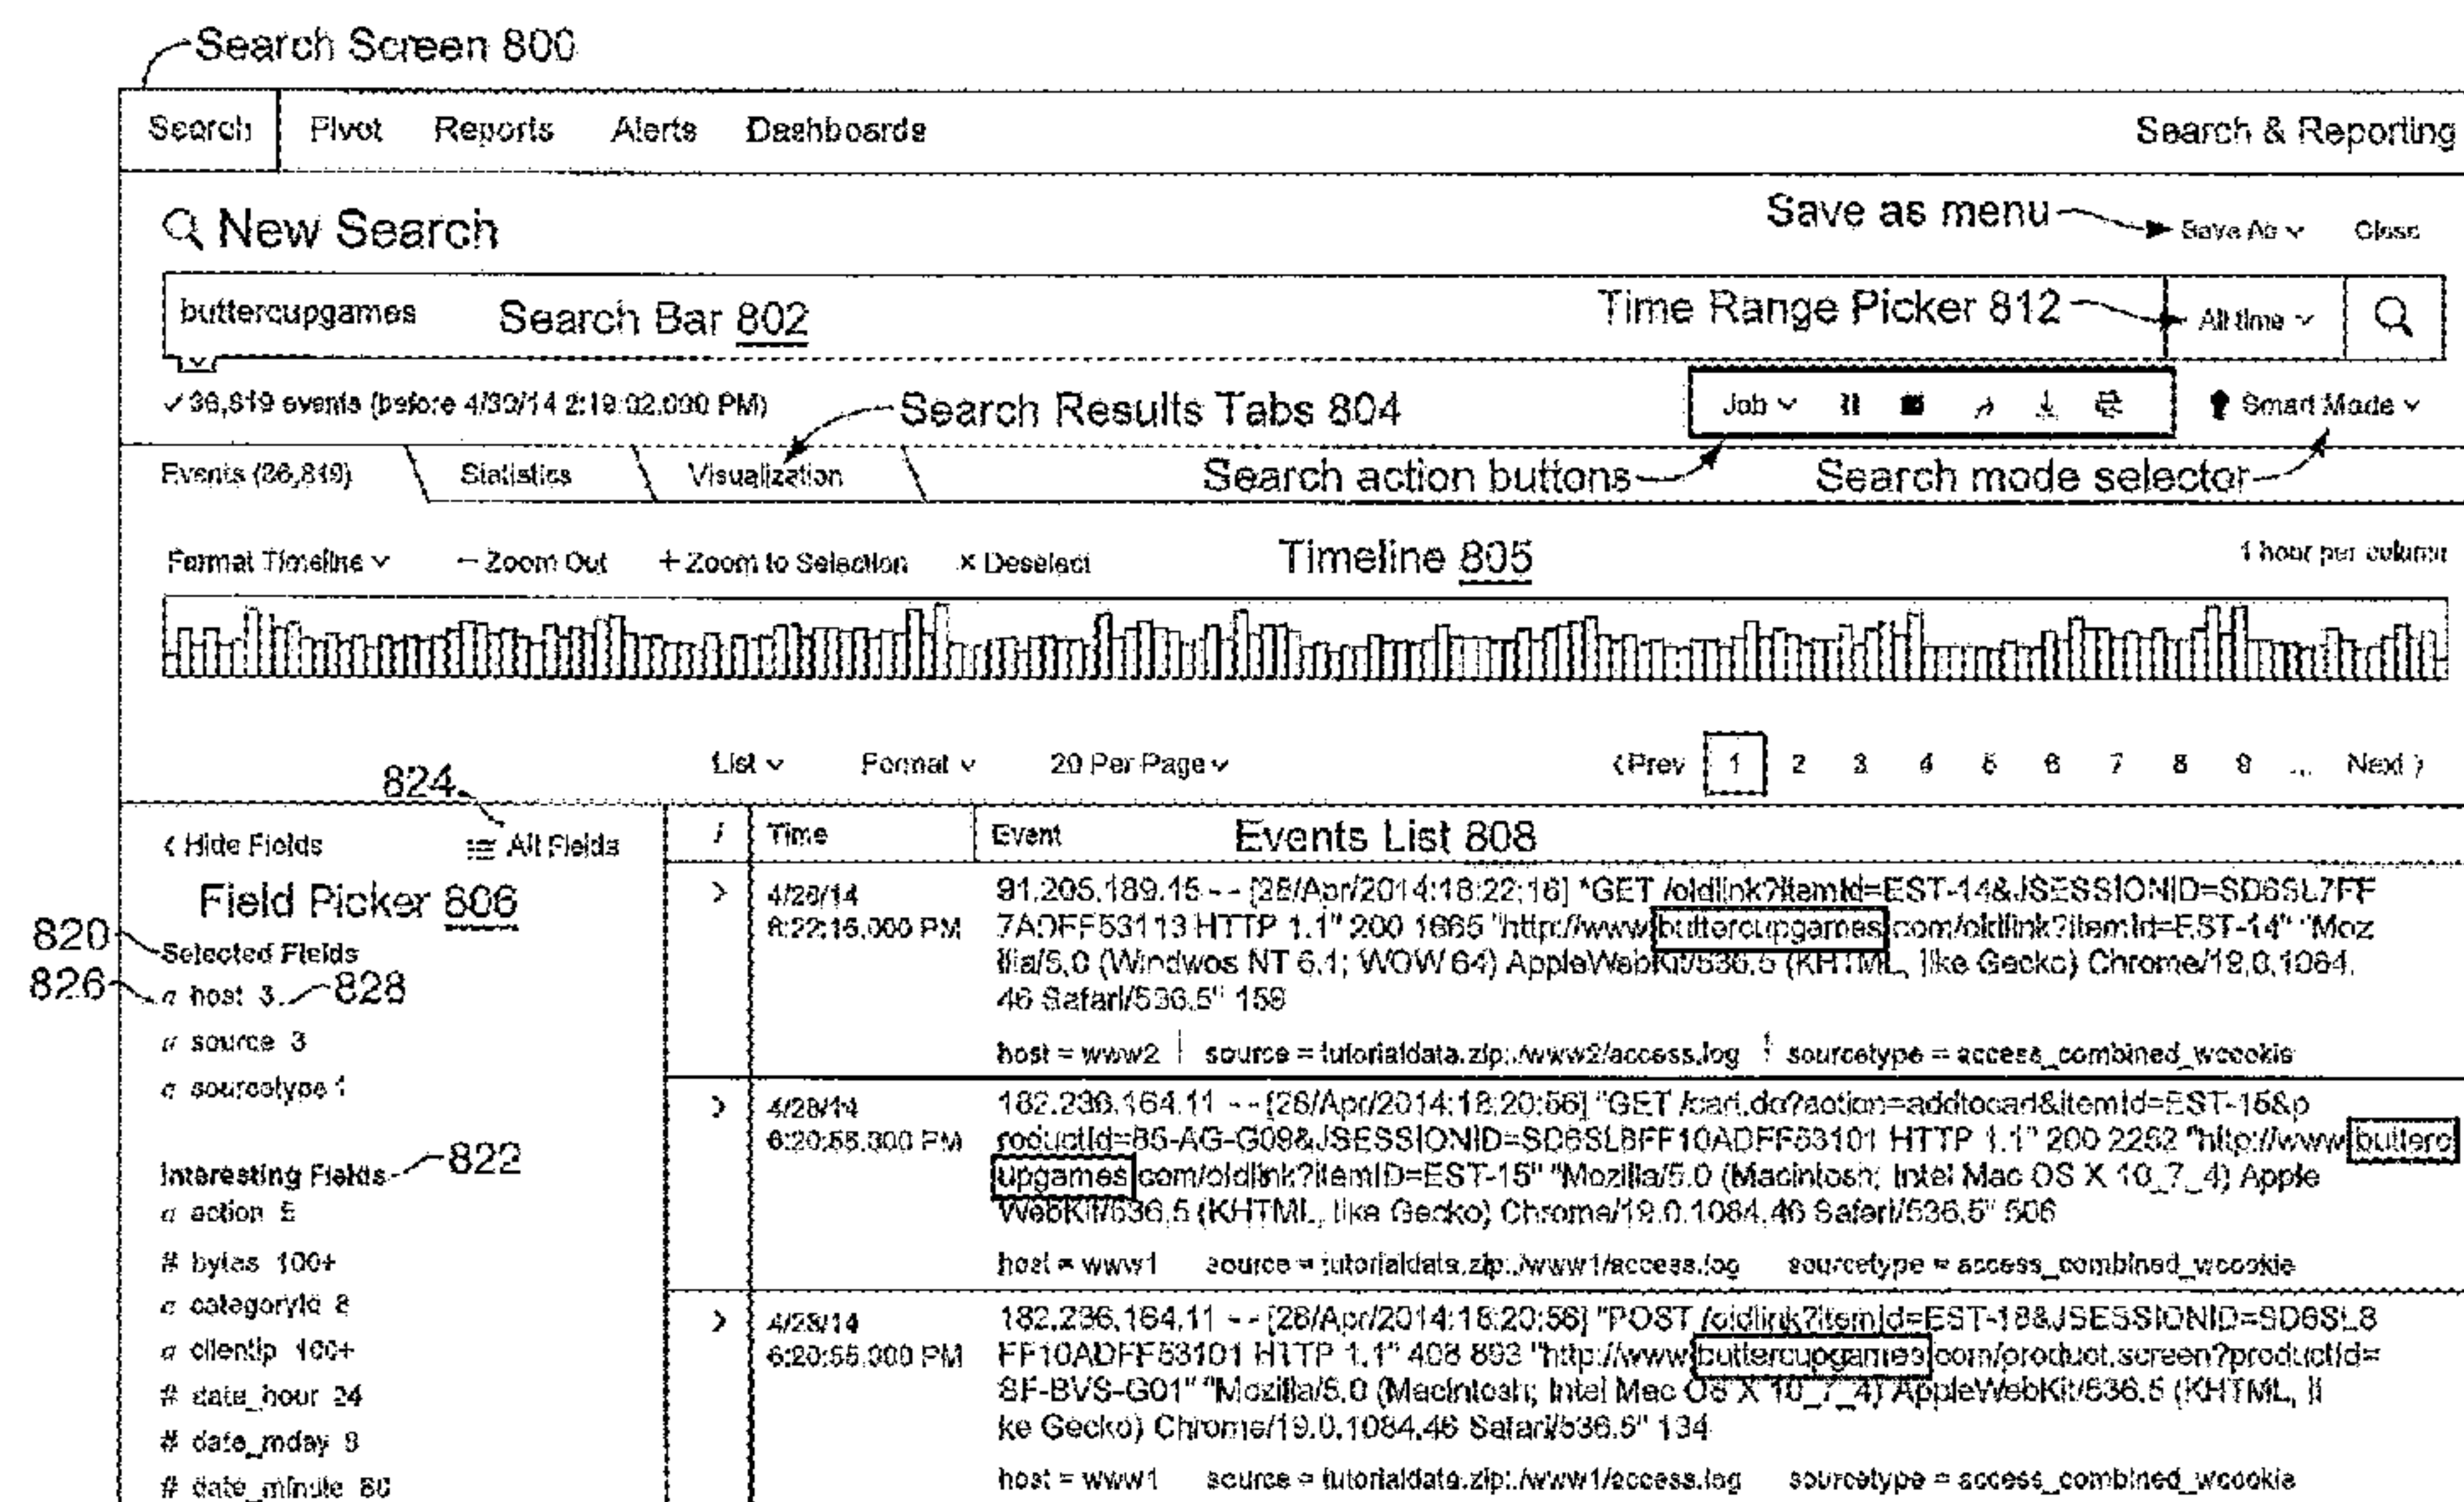 Search Screen 800
Search Pivot Reports Alerts Dashboards Search & Reporting
New Search Save as menu Save As Close
buttercupgames Search Bar 802 Time Range Picker 812 All time
36,819 events (before 4/30/14 2:19:02.000 PM) Search Results Tabs 804 Job Smart Mode
Events (36,819) Statistics Visualization Search action buttons Search mode selector
Format Timeline – Zoom Out + Zoom to Selection × Deselect Timeline 805 1 hour per column
List Format 20 Per Page <Prev 1 2 3 4 5 6 7 8 9 ... Next >
824
< Hide Fields All Fields
Field Picker 806
820
Selected Fields
826 a host 3 828
a source 3
a sourcetype 1
Interesting Fields 822
a action 5
# bytes 100+
a categoryId 8
a clientip 100+
# date_hour 24
# date_mday 8
# date_minute 60
i Time Event Events List 808
> 4/28/14 6:22:16.000 PM
91.205.189.15 - - [28/Apr/2014:18:22:16] "GET /oldlink?itemId=EST-14&JSESSIONID=SD6SL7FF
7ADFF53113 HTTP 1.1" 200 1665 "http://www.buttercupgames.com/oldlink?itemId=EST-14" "Moz
illa/5.0 (Windwos NT 6.1; WOW 64) AppleWebKit/536.5 (KHTML, like Gecko) Chrome/19.0.1084.
46 Safari/536.5" 159
host = www2 source = tutorialdata.zip:./www2/access.log sourcetype = access_combined_wcookie
> 4/28/14 6:20:56.000 PM
182.236.164.11 - - [28/Apr/2014:18:20:56] "GET /cart.do?action=addtocart&itemId=EST-15&p
roductId=BS-AG-G09&JSESSIONID=SD6SL8FF10ADFF53101 HTTP 1.1" 200 2252 "http://www.butterc
upgames.com/oldlink?itemID=EST-15" "Mozilla/5.0 (Macintosh; Intel Mac OS X 10_7_4) Apple
WebKit/536.5 (KHTML, like Gecko) Chrome/19.0.1084.46 Safari/536.5" 506
host = www1 source = tutorialdata.zip:./www1/access.log sourcetype = access_combined_wcookie
> 4/28/14 6:20:56.000 PM
182.236.164.11 - - [28/Apr/2014:18:20:56] "POST /oldlink?itemId=EST-18&JSESSIONID=SD6SL8
FF10ADFF53101 HTTP 1.1" 408 893 "http://www.buttercupgames.com/product.screen?productId=
SF-BVS-G01" "Mozilla/5.0 (Macintosh; Intel Mac OS X 10_7_4) AppleWebKit/536.5 (KHTML, li
ke Gecko) Chrome/19.0.1084.46 Safari/536.5" 134
host = www1 source = tutorialdata.zip:./www1/access.log sourcetype = access_combined_wcookie